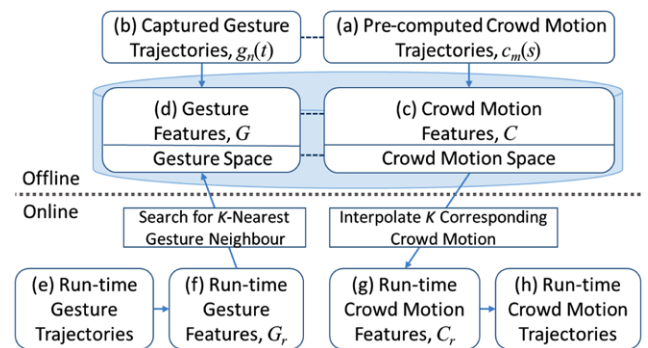 (b) Captured Gesture
Trajectories, gn(t)
(a) Pre-computed Crowd Motion
Trajectories, cm(s)
(d) Gesture
Features, G
Gesture Space
(c) Crowd Motion
Features, C
Crowd Motion Space
Offline
Online
Search for K-Nearest
Gesture Neighbour
Interpolate K Corresponding
Crowd Motion
(e) Run-time
Gesture
Trajectories
(f) Run-time
Gesture
Features, Gr
(g) Run-time
Crowd Motion
Features, Cr
(h) Run-time
Crowd Motion
Trajectories